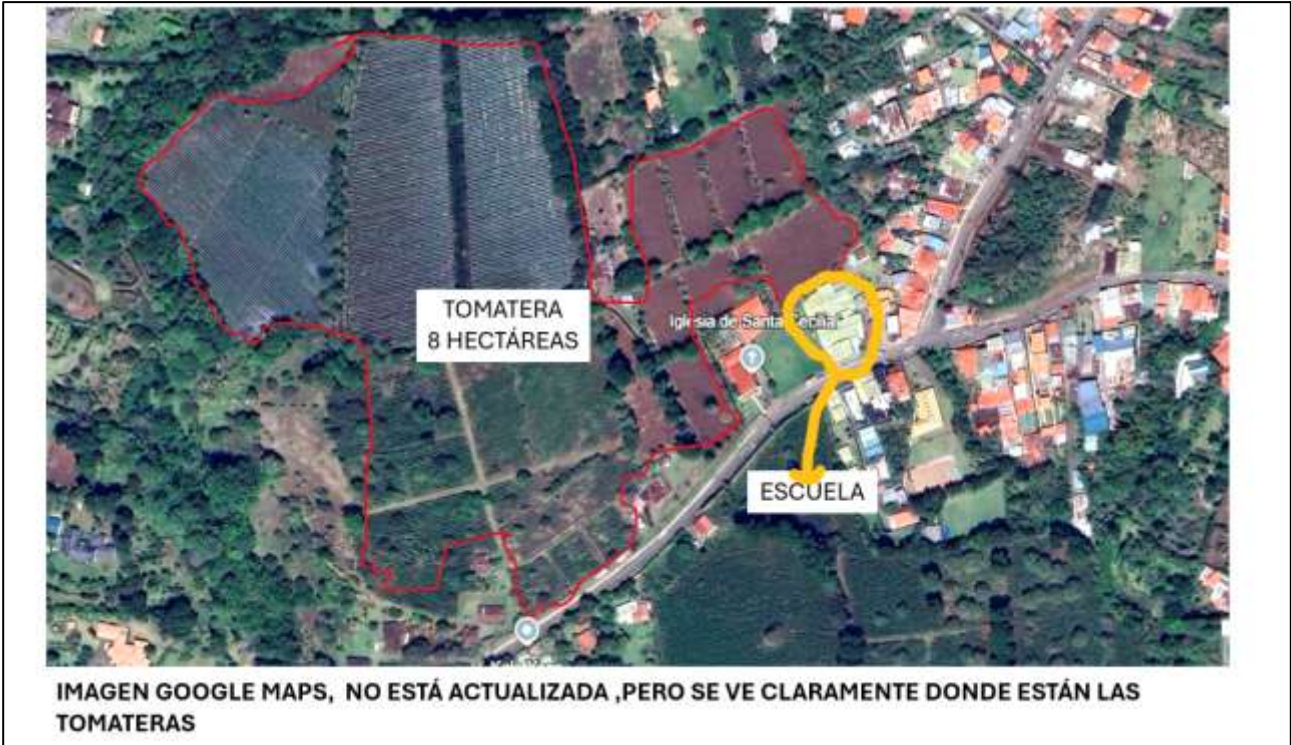 TOMATERA
8 HECTÁREAS
Iglesia de Santa Cecilia
ESCUELA
IMAGEN GOOGLE MAPS, NO ESTÁ ACTUALIZADA ,PERO SE VE CLARAMENTE DONDE ESTÁN LAS
TOMATERAS